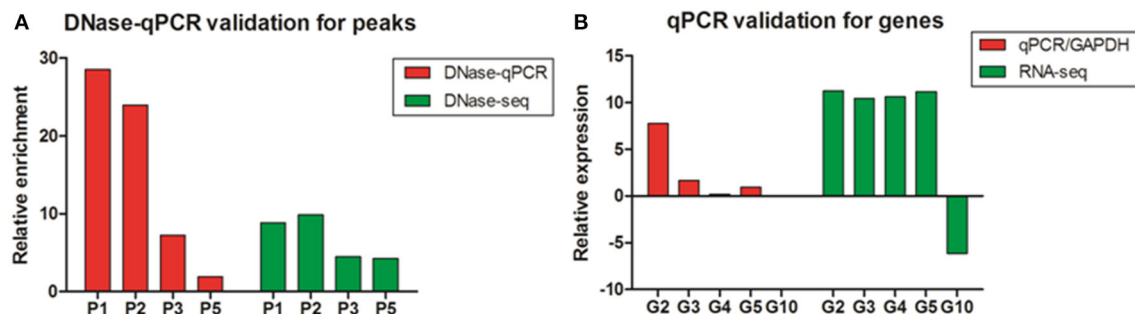 A
DNase-qPCR validation for peaks
Relative enrichment
30
20
10
0
P1 P2 P3 P5 P1 P2 P3 P5
DNase-qPCR
DNase-seq
B
qPCR validation for genes
Relative expression
15
10
5
0
-5
-10
G2 G3 G4 G5 G10 G2 G3 G4 G5 G10
qPCR/GAPDH
RNA-seq